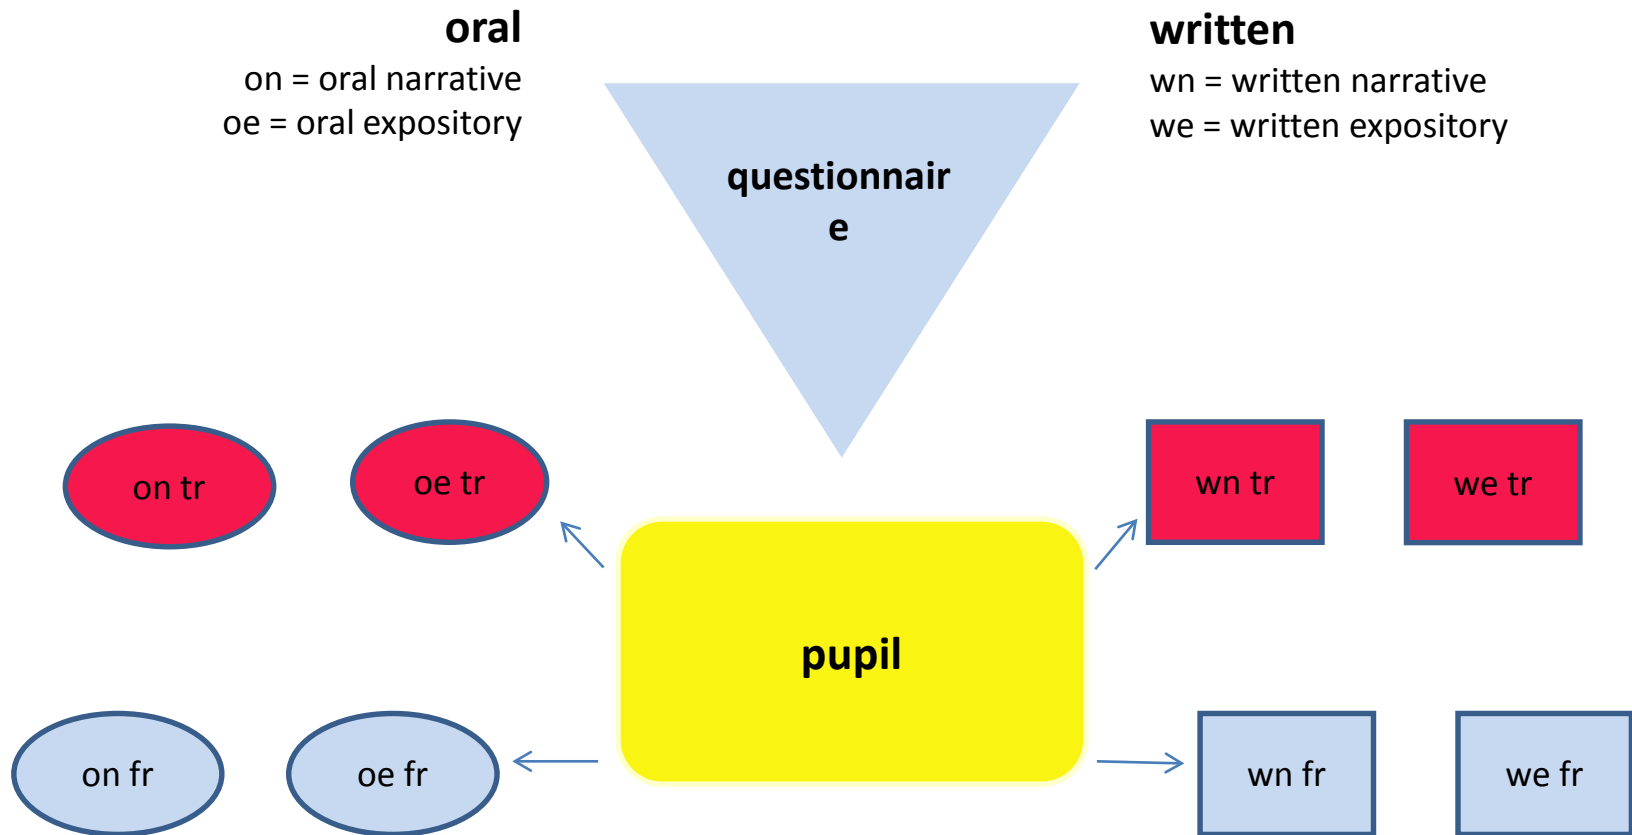 oral
on = oral narrative
oe = oral expository
written
wn = written narrative
we = written expository
questionnair
e
on tr
oe tr
wn tr
we tr
pupil
on fr
oe fr
wn fr
we fr